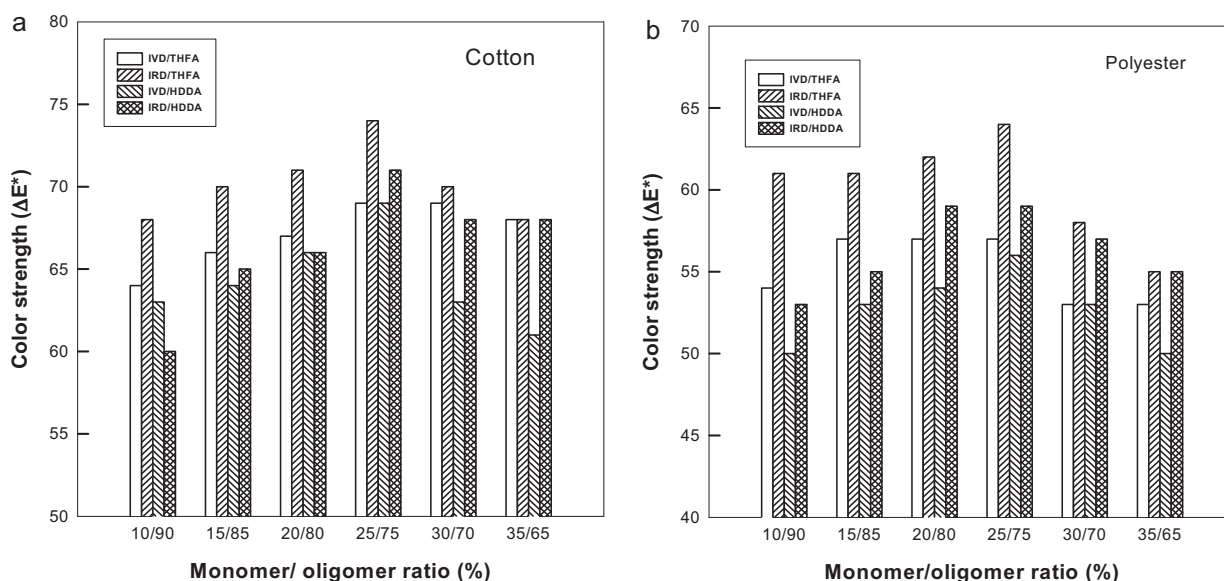 a
Cotton
IVD/THFA
IRD/THFA
IVD/HDDA
IRD/HDDA
Color strength (ΔE*)
80
75
70
65
60
55
50
10/90 15/85 20/80 25/75 30/70 35/65
Monomer/ oligomer ratio (%)
b
Polyester
IVD/THFA
IRD/THFA
IVD/HDDA
IRD/HDDA
Color strength (ΔE*)
70
65
60
55
50
45
40
10/90 15/85 20/80 25/75 30/70 35/65
Monomer/oligomer ratio (%)